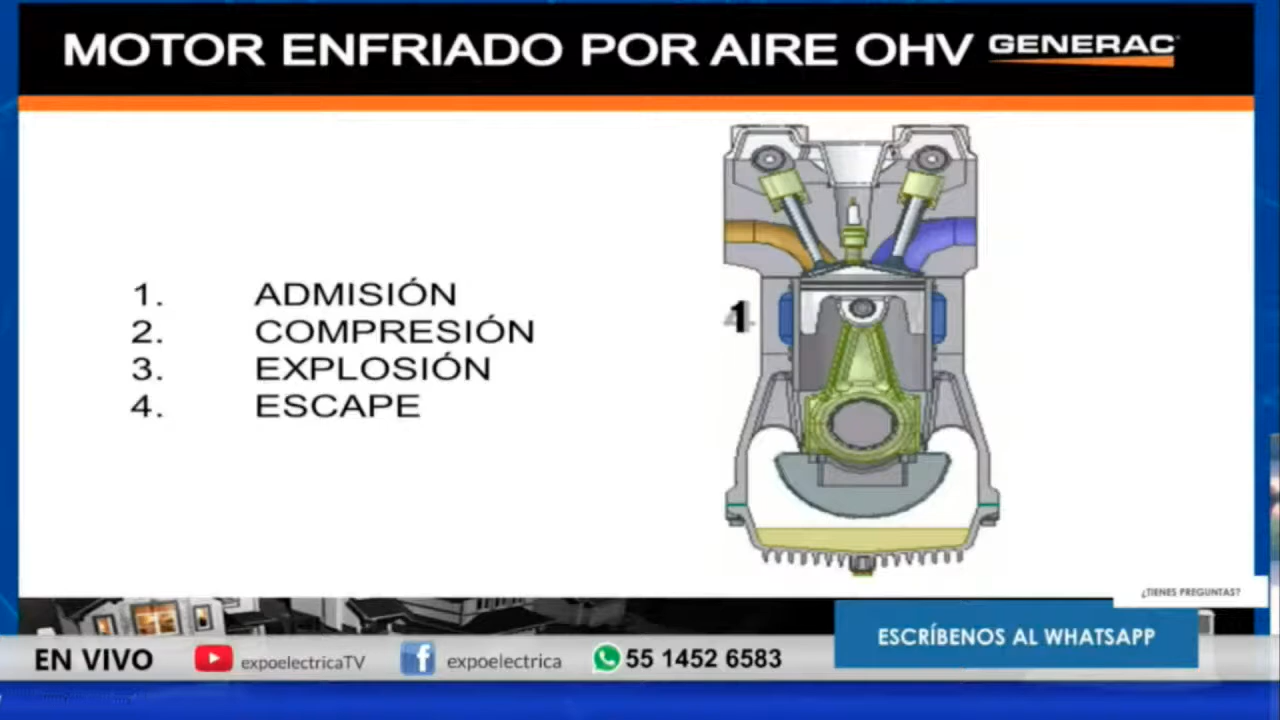 MOTOR ENFRIADO POR AIRE OHV GENERAC
1. ADMISIÓN
2. COMPRESIÓN
3. EXPLOSIÓN
4. ESCAPE
1
¿TIENES PREGUNTAS?
ESCRÍBENOS AL WHATSAPP
EN VIVO expoelectricaTV expoelectrica 55 1452 6583